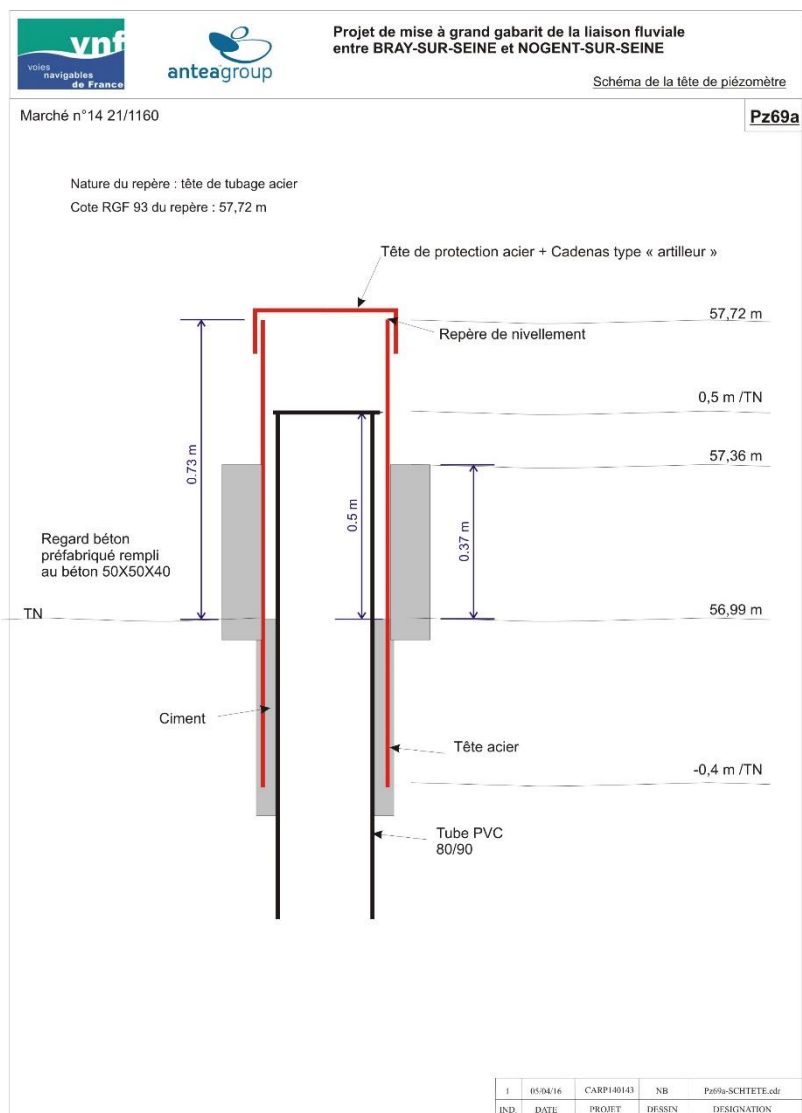 vnf
voies
navigables
de France
anteagroup
Projet de mise à grand gabarit de la liaison fluviale
entre BRAY-SUR-SEINE et NOGENT-SUR-SEINE
Schéma de la tête de piézomètre
Marché n°14 21/1160
Pz69a
Nature du repère : tête de tubage acier
Cote RGF 93 du repère : 57,72 m
Tête de protection acier + Cadenas type « artilleur »
57,72 m
Repère de nivellement
0,5 m /TN
57,36 m
0.73 m
0.5 m
0.37 m
Regard béton
préfabriqué rempli
au béton 50X50X40
TN
56,99 m
Ciment
Tête acier
-0,4 m /TN
Tube PVC
80/90
1 05/04/16 CARP140143 NB Pz69a-SCHTETE.cdr
IND. DATE PROJET DESSIN DESIGNATION